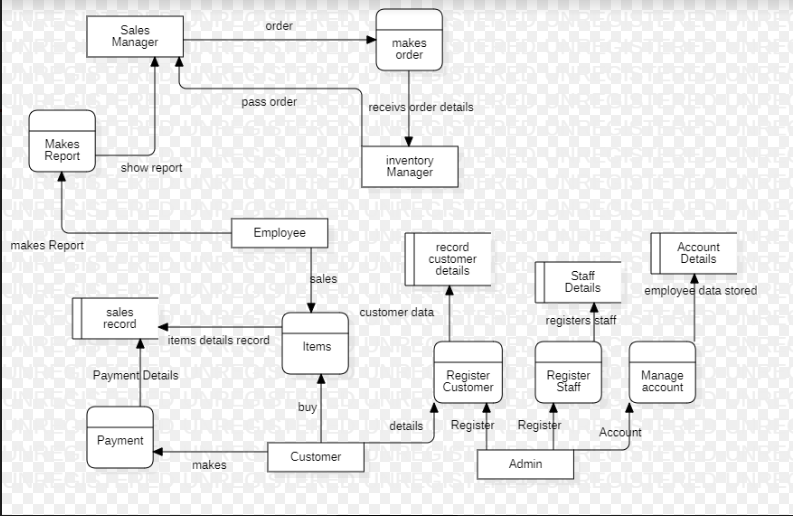 order
Sales
Manager
makes
order
pass order
receivs order details
Makes
Report
show report
inventory
Manager
makes Report
Employee
record
customer
details
Account
Details
sales
Staff
Details
employee data stored
sales
record
customer data
registers staff
items details record
Items
Payment Details
Register
Customer
Register
Staff
Manage
account
buy
details
Register
Register
Account
Payment
makes
Customer
Admin